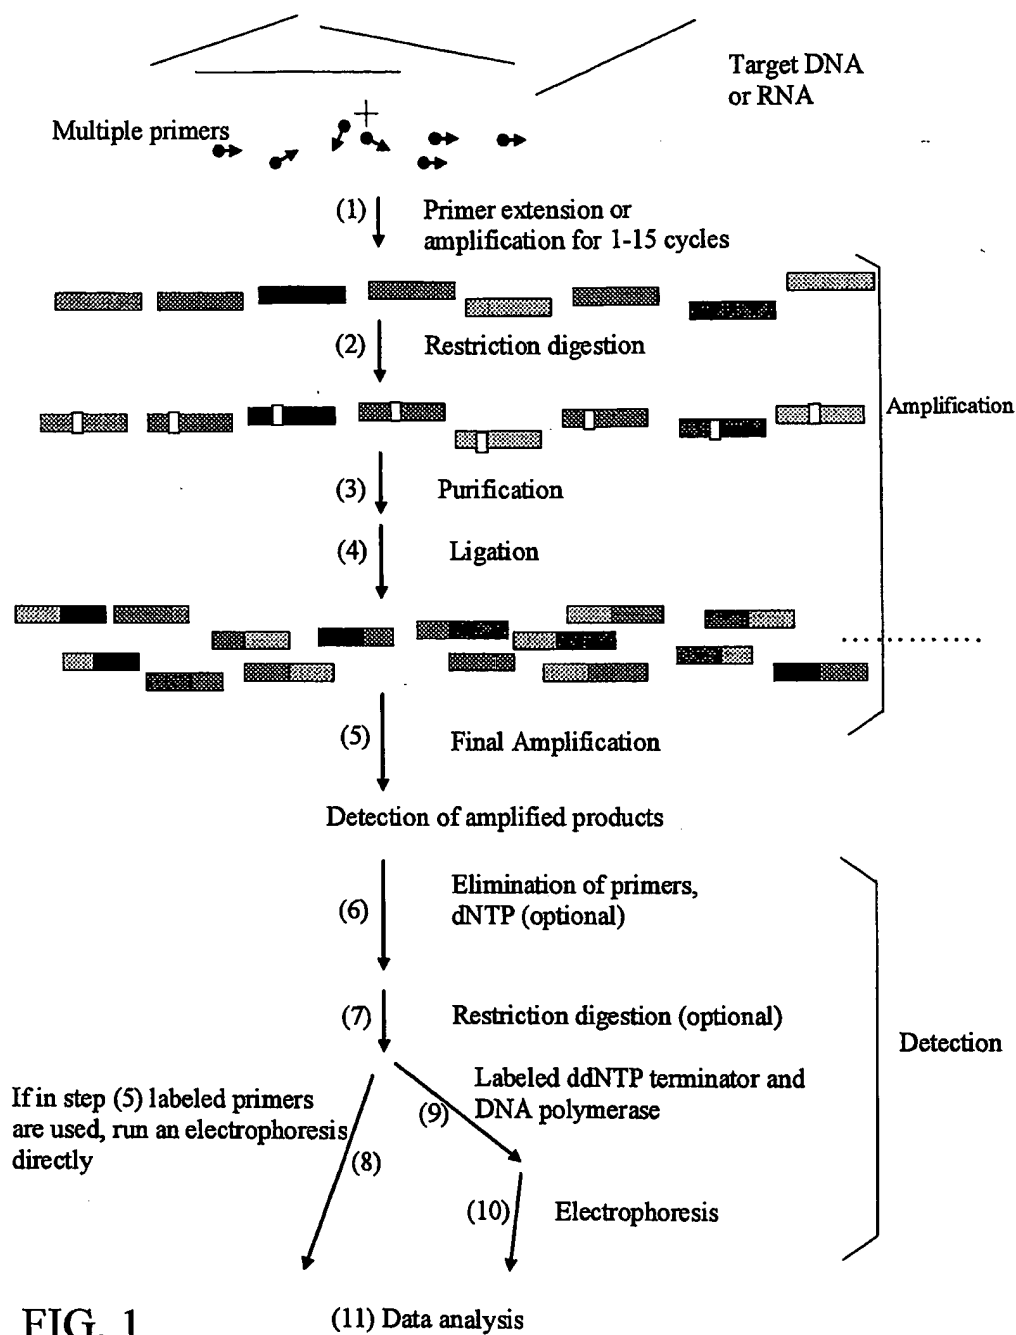 Target DNA
or RNA
Multiple primers
(1)
Primer extension or
amplification for 1-15 cycles
(2)
Restriction digestion
Amplification
(3)
Purification
(4)
Ligation
(5)
Final Amplification
Detection of amplified products
(6)
Elimination of primers,
dNTP (optional)
(7)
Restriction digestion (optional)
Detection
If in step (5) labeled primers
are used, run an electrophoresis
directly
(8)
(9)
Labeled ddNTP terminator and
DNA polymerase
(10)
Electrophoresis
(11) Data analysis
FIG. 1